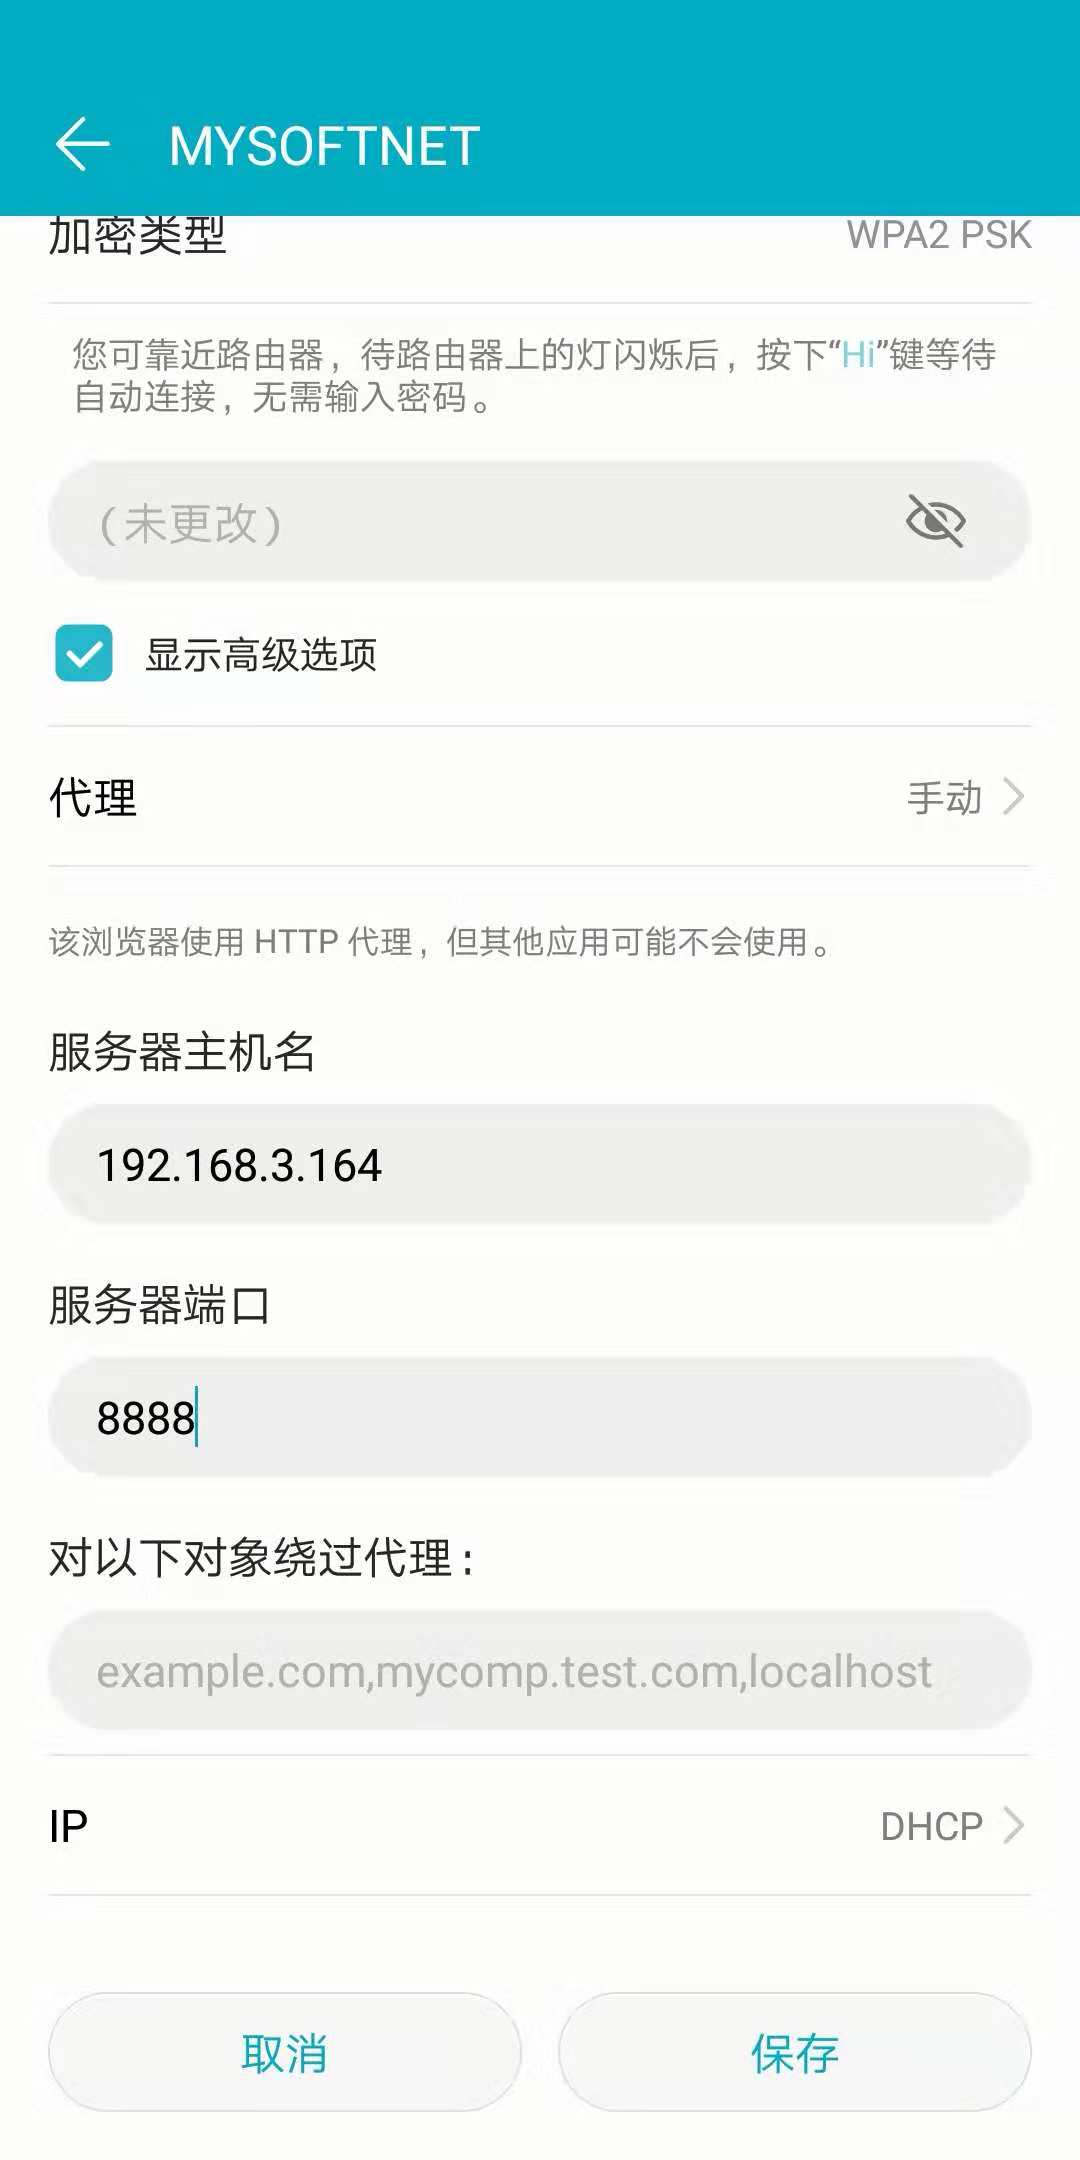 MYSOFTNET
加密类型
WPA2 PSK
您可靠近路由器，待路由器上的灯闪烁后，按下“Hi”键等待
自动连接，无需输入密码。
（未更改）
显示高级选项
代理
手动
该浏览器使用 HTTP 代理，但其他应用可能不会使用。
服务器主机名
192.168.3.164
服务器端口
8888
对以下对象绕过代理：
example.com,mycomp.test.com,localhost
IP
DHCP
取消
保存